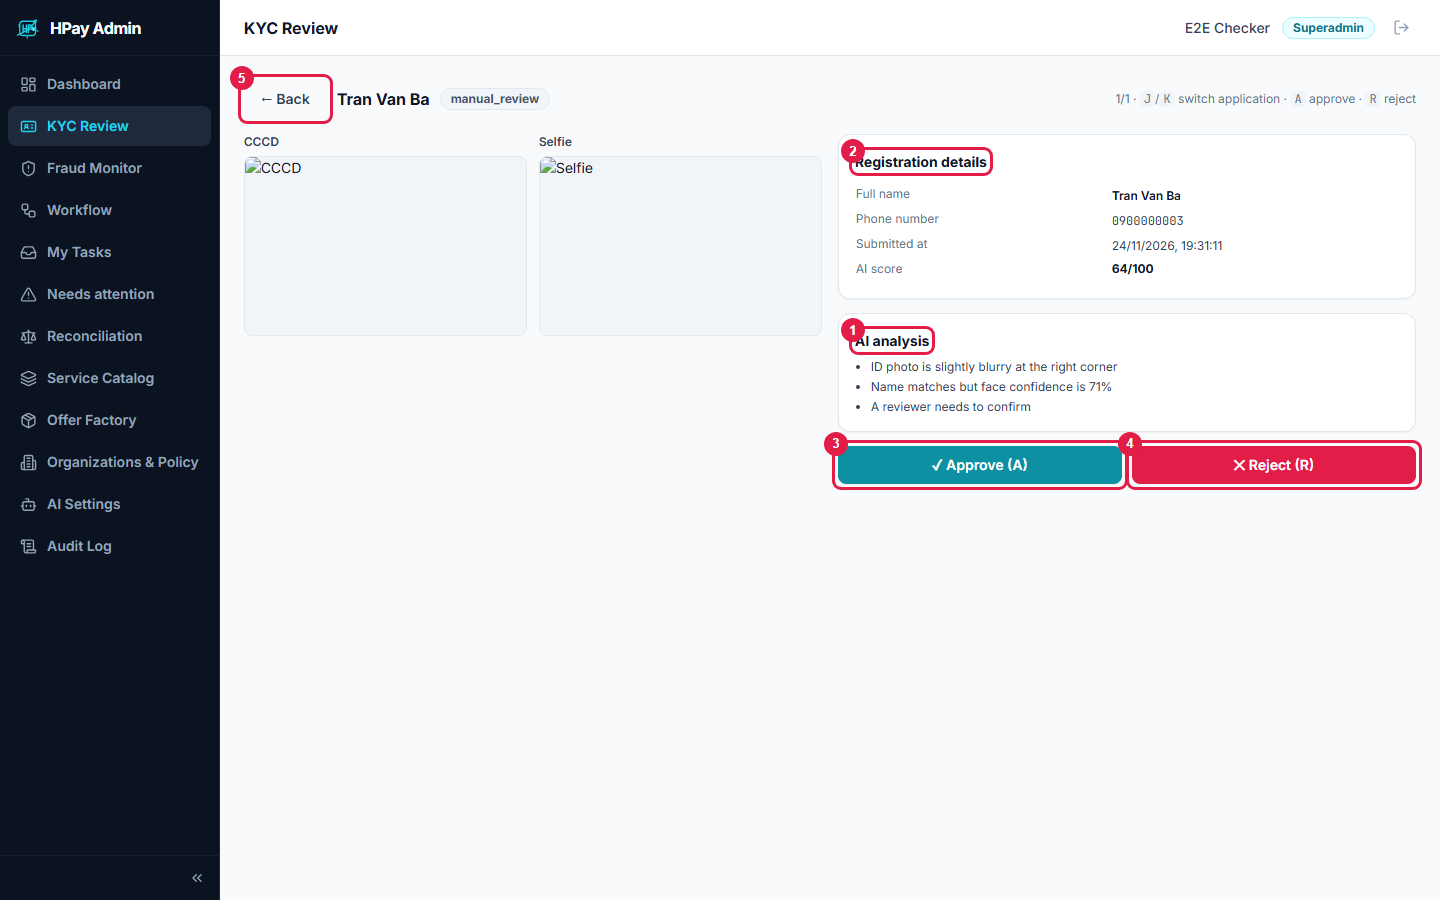 HPay Admin
Dashboard
KYC Review
Fraud Monitor
Workflow
My Tasks
Needs attention
Reconciliation
Service Catalog
Offer Factory
Organizations & Policy
AI Settings
Audit Log
KYC Review
E2E Checker
Superadmin
5
← Back
Tran Van Ba
manual_review
1/1 · J / K switch application · A approve · R reject
CCCD
CCCD
Selfie
Selfie
2
Registration details
Full name Tran Van Ba
Phone number 0900000003
Submitted at 24/11/2026, 19:31:11
AI score 64/100
1
AI analysis
• ID photo is slightly blurry at the right corner
• Name matches but face confidence is 71%
• A reviewer needs to confirm
3
✓ Approve (A)
4
✕ Reject (R)